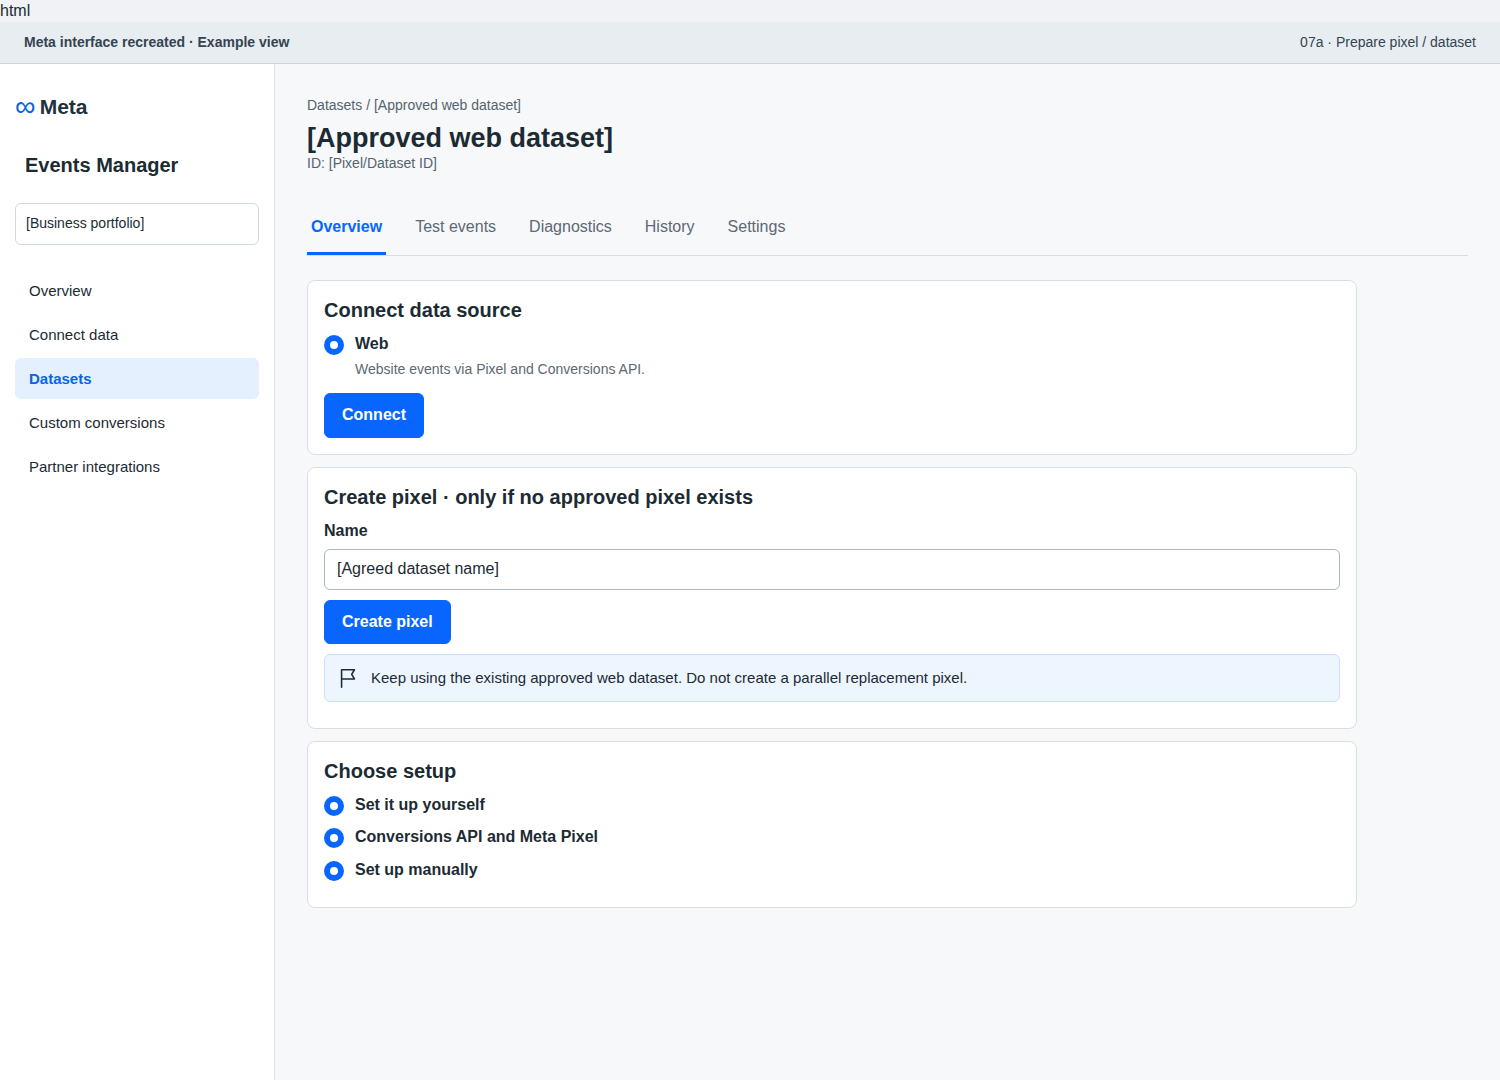 html
Meta interface recreated · Example view
07a · Prepare pixel / dataset
∞ Meta
Events Manager
[Business portfolio]
Overview
Connect data
Datasets
Custom conversions
Partner integrations
Datasets / [Approved web dataset]
[Approved web dataset]
ID: [Pixel/Dataset ID]
Overview Test events Diagnostics History Settings
Connect data source
Web
Website events via Pixel and Conversions API.
Connect
Create pixel · only if no approved pixel exists
Name
[Agreed dataset name]
Create pixel
Keep using the existing approved web dataset. Do not create a parallel replacement pixel.
Choose setup
Set it up yourself
Conversions API and Meta Pixel
Set up manually